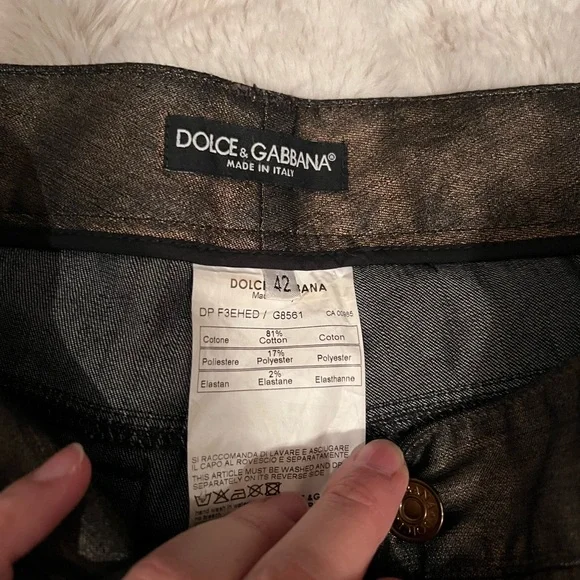 DOLCE & GABBANA®
MADE IN ITALY
42
DP F3EHED / G8561
81%
Cotone Cotton Coton
17%
Poliestere Polyester Polyester
2%
Elastan Elastane Elasthanne
SI RACCOMANDA DI LAVARE E ASCIUGARE
IL CAPO AL ROVESCIO E SEPARATAMENTE.
THIS ARTICLE MUST BE WASHED AND
SEPARATELY ON ITS REVERSE SIDE